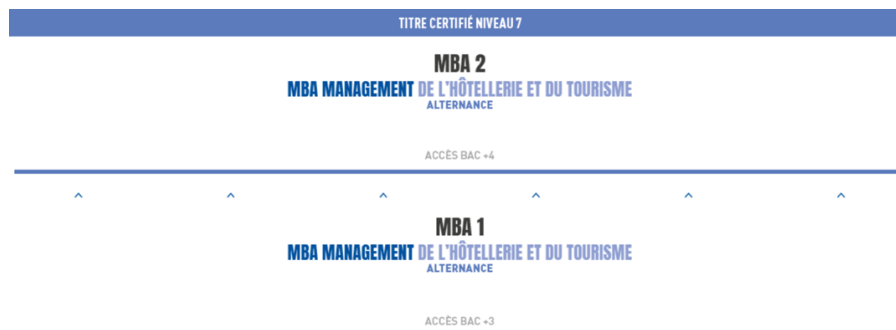 TITRE CERTIFIÉ NIVEAU 7
MBA 2
MBA MANAGEMENT DE L'HÔTELLERIE ET DU TOURISME
ALTERNANCE
ACCÈS BAC +4
MBA 1
MBA MANAGEMENT DE L'HÔTELLERIE ET DU TOURISME
ALTERNANCE
ACCÈS BAC +3